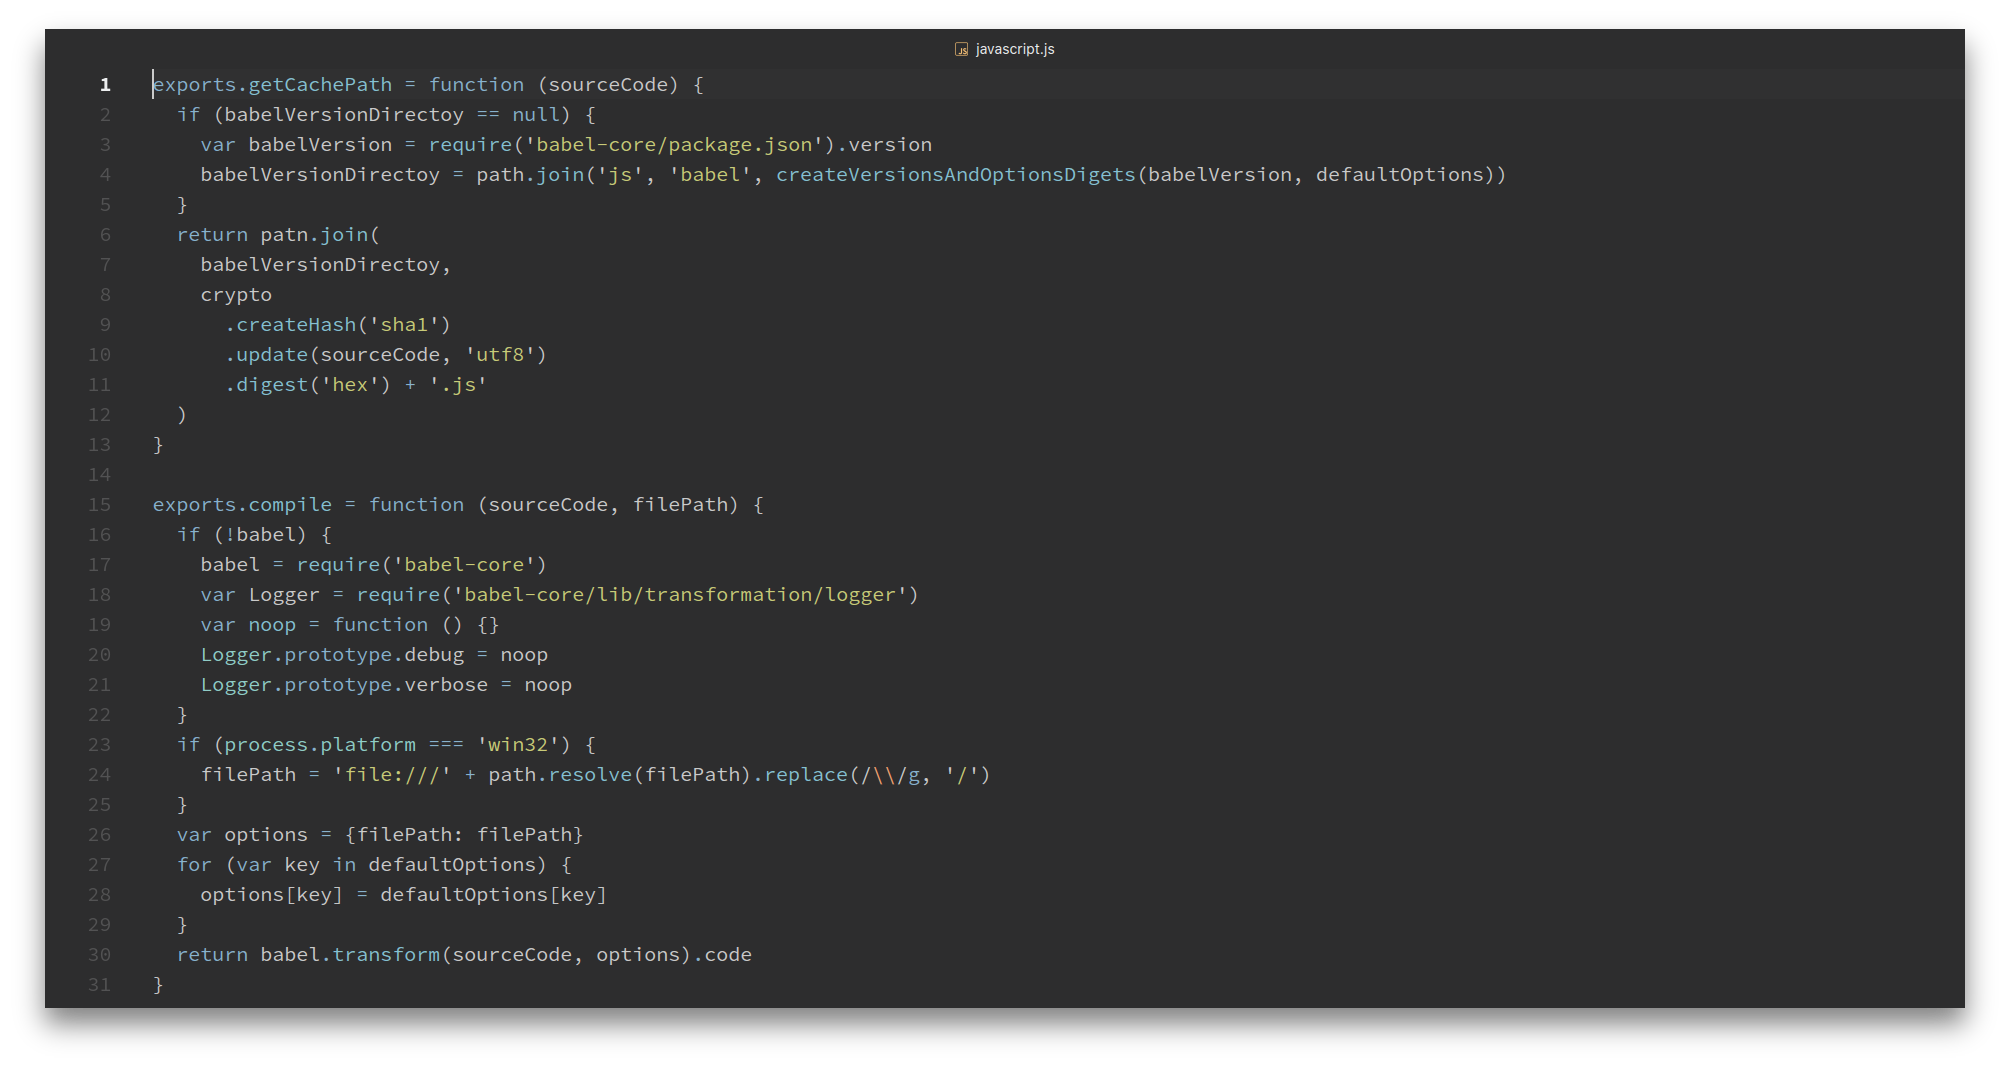 javascript.js
1 exports.getCachePath = function (sourceCode) {
2 if (babelVersionDirectoy == null) {
3 var babelVersion = require('babel-core/package.json').version
4 babelVersionDirectoy = path.join('js', 'babel', createVersionsAndOptionsDigets(babelVersion, defaultOptions))
5 }
6 return patn.join(
7 babelVersionDirectoy,
8 crypto
9 .createHash('sha1')
10 .update(sourceCode, 'utf8')
11 .digest('hex') + '.js'
12 )
13 }
14
15 exports.compile = function (sourceCode, filePath) {
16 if (!babel) {
17 babel = require('babel-core')
18 var Logger = require('babel-core/lib/transformation/logger')
19 var noop = function () {}
20 Logger.prototype.debug = noop
21 Logger.prototype.verbose = noop
22 }
23 if (process.platform === 'win32') {
24 filePath = 'file:///' + path.resolve(filePath).replace(/\\/g, '/')
25 }
26 var options = {filePath: filePath}
27 for (var key in defaultOptions) {
28 options[key] = defaultOptions[key]
29 }
30 return babel.transform(sourceCode, options).code
31 }